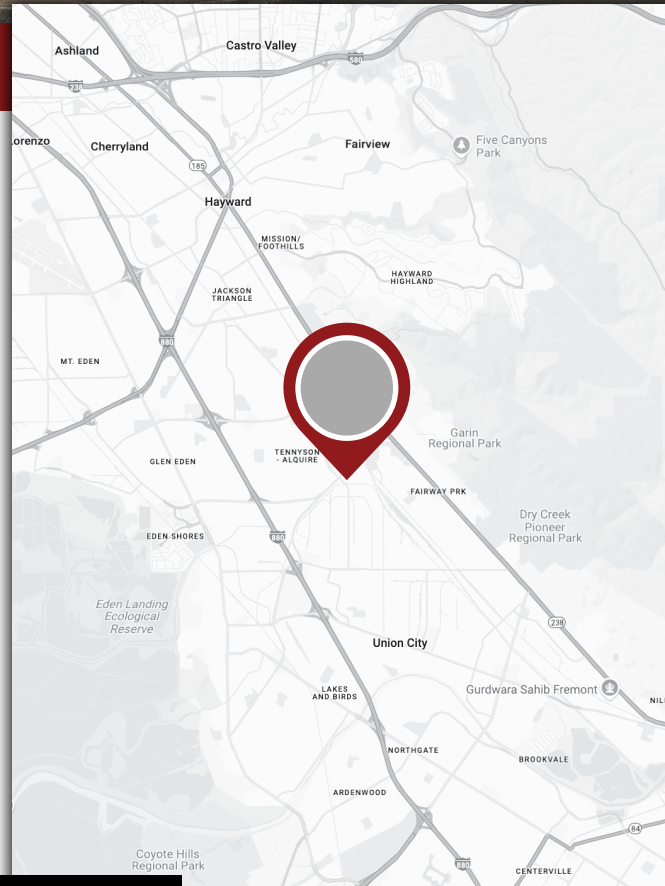 Ashland
Castro Valley
580
238
Cherryland
185
Fairview
Five Canyons
Park
Hayward
MISSION/
FOOTHILLS
HAYWARD
HIGHLAND
JACKSON
TRIANGLE
880
MT. EDEN
Garin
Regional Park
TENNYSON
- ALQUIRE
GLEN EDEN
FAIRWAY PRK
Dry Creek
Pioneer
Regional Park
EDEN SHORES
880
Eden Landing
Ecological
Reserve
238
Union City
Gurdwara Sahib Fremont
LAKES
AND BIRDS
NORTHGATE
BROOKVALE
ARDENWOOD
84
Coyote Hills
Regional Park
880
CENTERVILLE